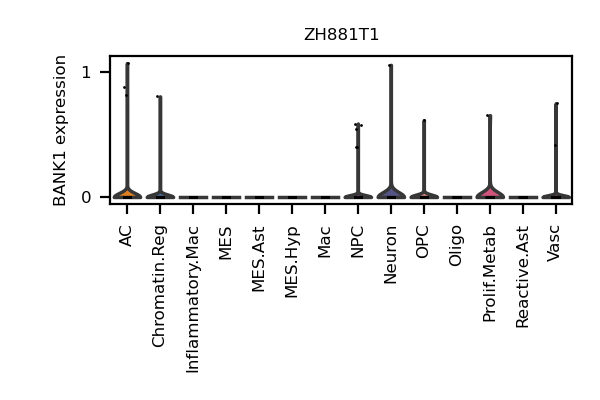 ZH881T1
BANK1 expression
1
0
AC
Chromatin.Reg
Inflammatory.Mac
MES
MES.Ast
MES.Hyp
Mac
NPC
Neuron
OPC
Oligo
Prolif.Metab
Reactive.Ast
Vasc